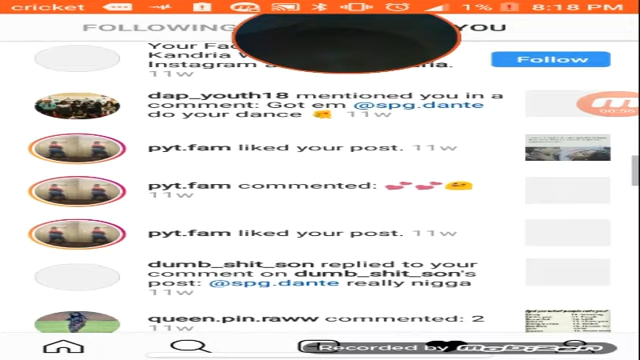 cricket 1% 8:18 PM
FOLLOWING YOU
Your Fac
Kandria w
Instagram a
11w
Follow
dap_youth18 mentioned you in a
comment: Got em @spg.dante
do your dance 11w
00:56
pyt.fam liked your post. 11w
pyt.fam commented: 💕💕😊
11w
pyt.fam liked your post. 11w
dumb_shit_son replied to your
comment on dumb_shit_son's
post: @spg.dante really nigga
11w
queen.pin.raww commented: 2
Recorded by